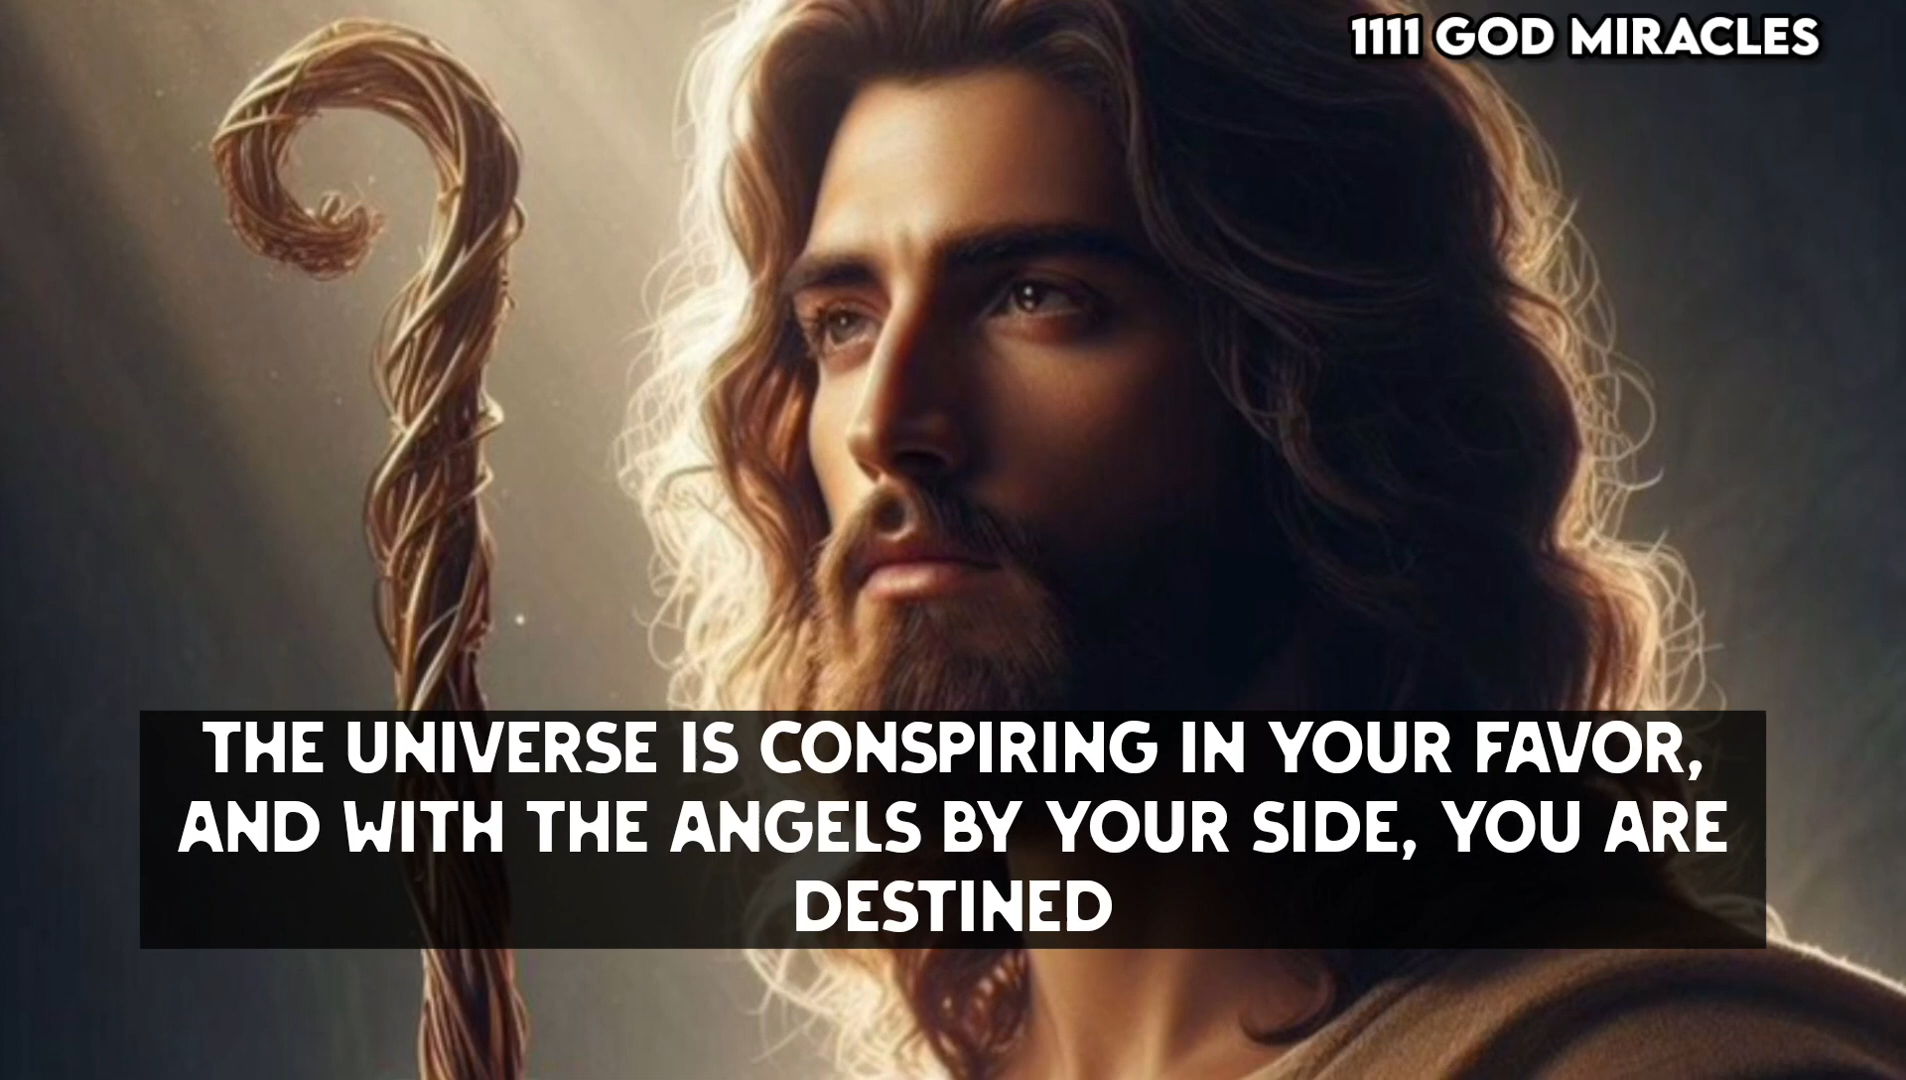 1111 GOD MIRACLES
THE UNIVERSE IS CONSPIRING IN YOUR FAVOR,
AND WITH THE ANGELS BY YOUR SIDE, YOU ARE
DESTINED